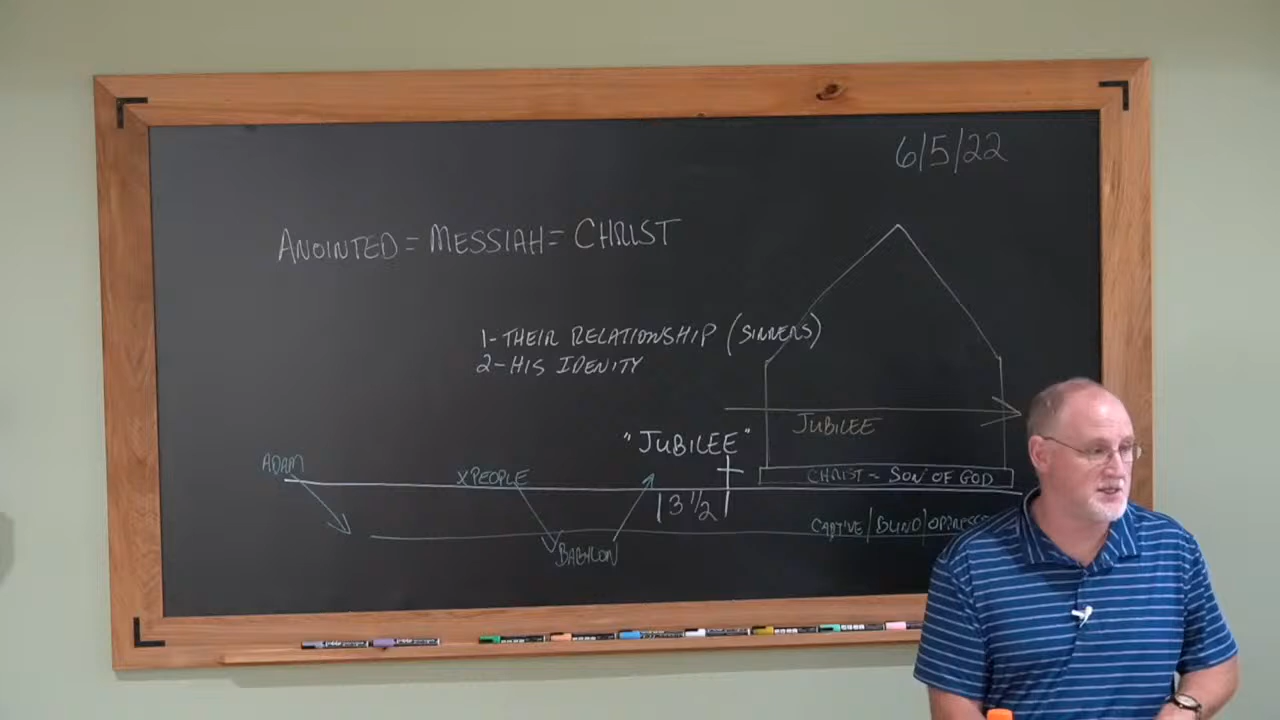 6/5/22
ANOINTED = MESSIAH = CHRIST
1- THEIR RELATIONSHIP (SINNERS)
2- HIS IDENITY
JUBILEE
"JUBILEE"
ADAM
XPEOPLE
CHRIST - SON OF GOD
3 1/2
CAPTIVE / BLIND / OPPRESSE
BABYLON